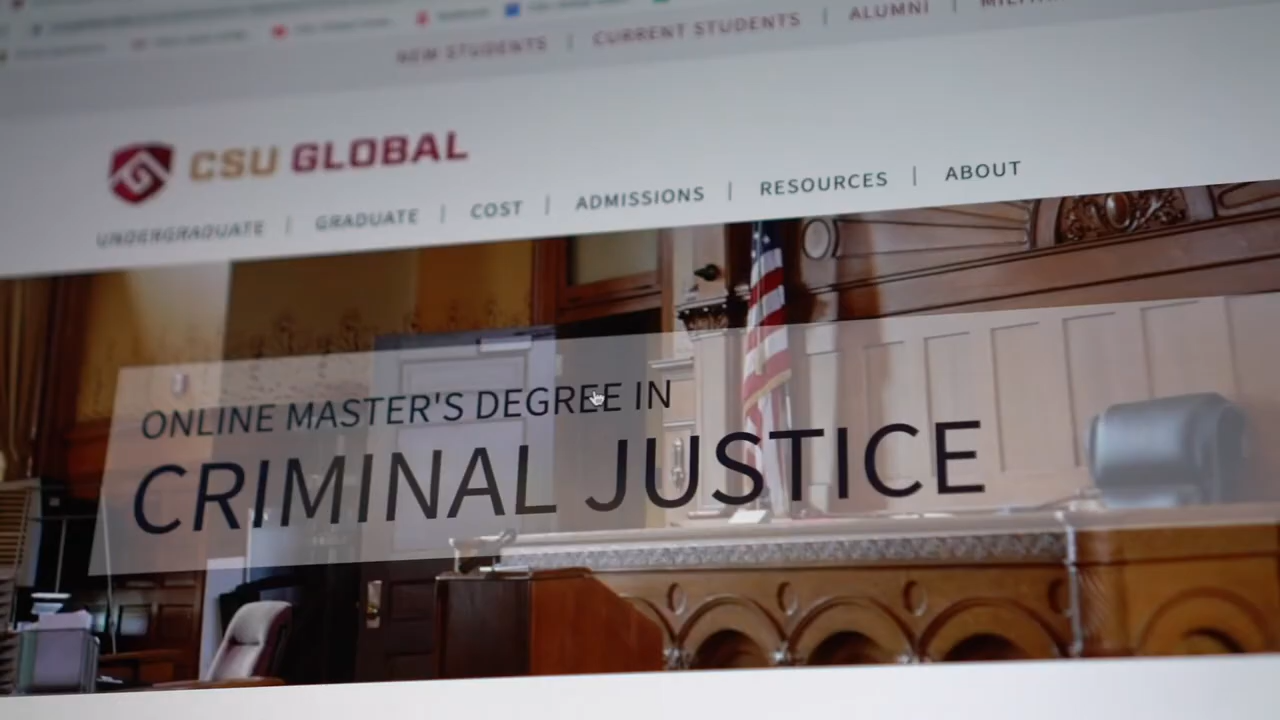 NEW STUDENTS | CURRENT STUDENTS | ALUMNI |
CSU GLOBAL
UNDERGRADUATE | GRADUATE | COST | ADMISSIONS | RESOURCES | ABOUT
ONLINE MASTER'S DEGREE IN
CRIMINAL JUSTICE